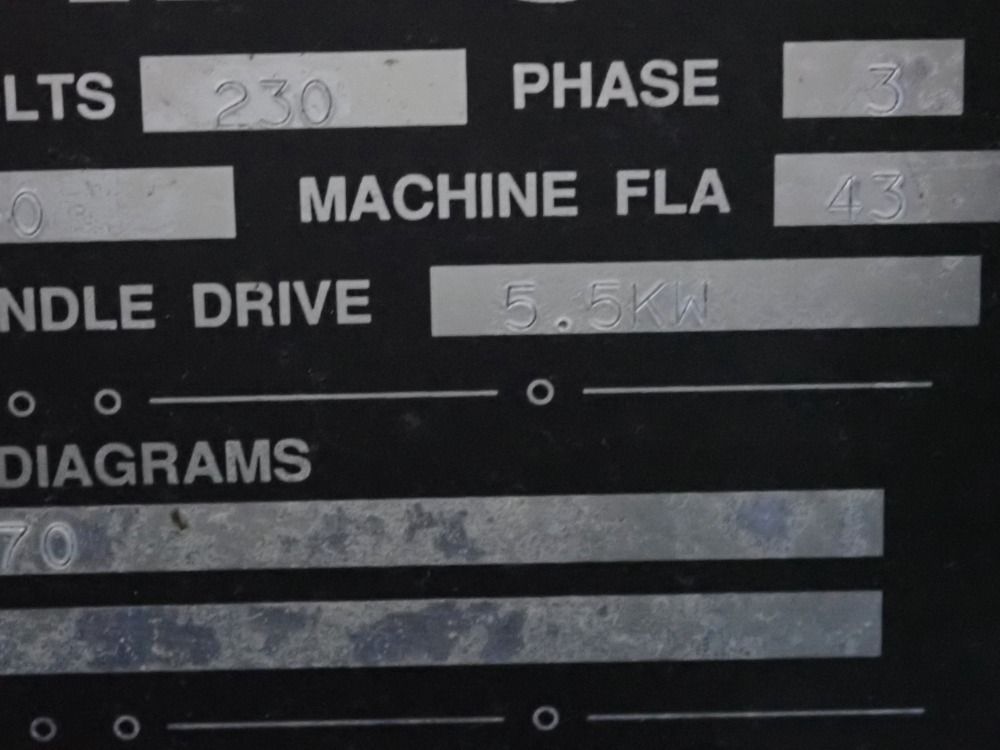 LTS 230 PHASE 3
0 MACHINE FLA 43
NDLE DRIVE 5.5KW
DIAGRAMS
70